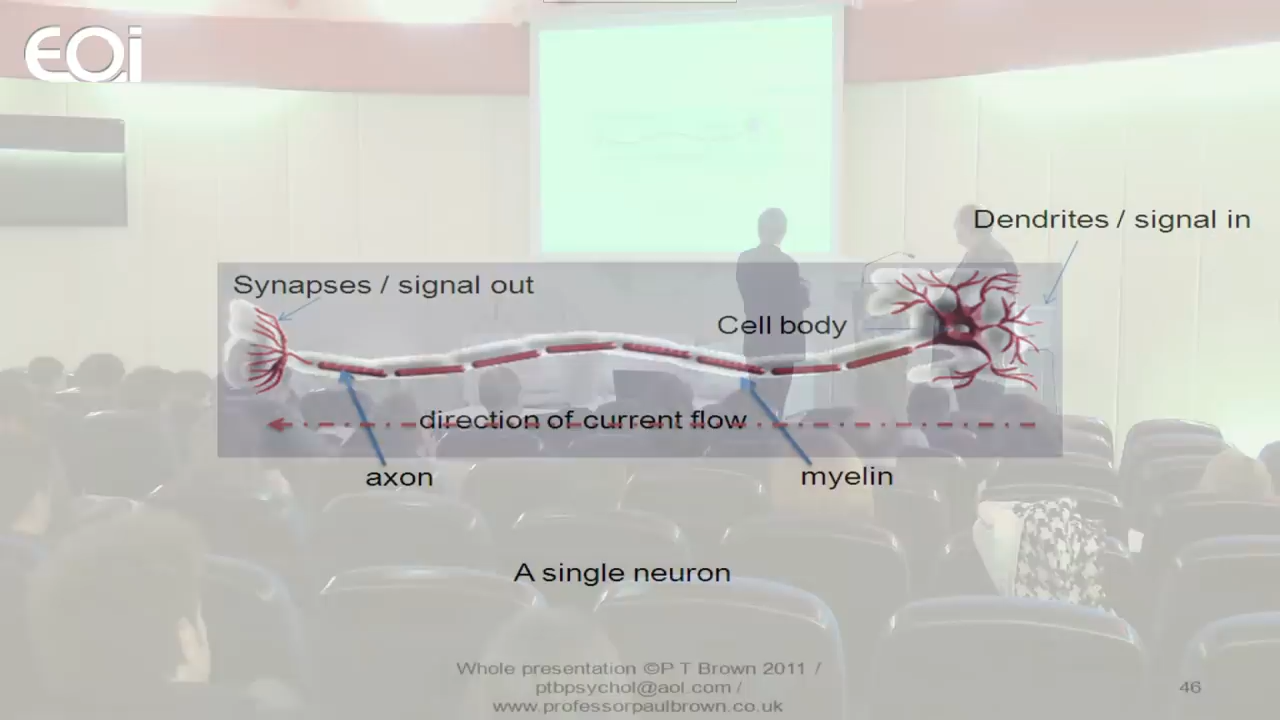 EOi
Dendrites / signal in
Synapses / signal out
Cell body
direction of current flow
axon
myelin
A single neuron
Whole presentation ©P T Brown 2011 /
ptbpsychol@aol.com /
www.professorpaulbrown.co.uk
46